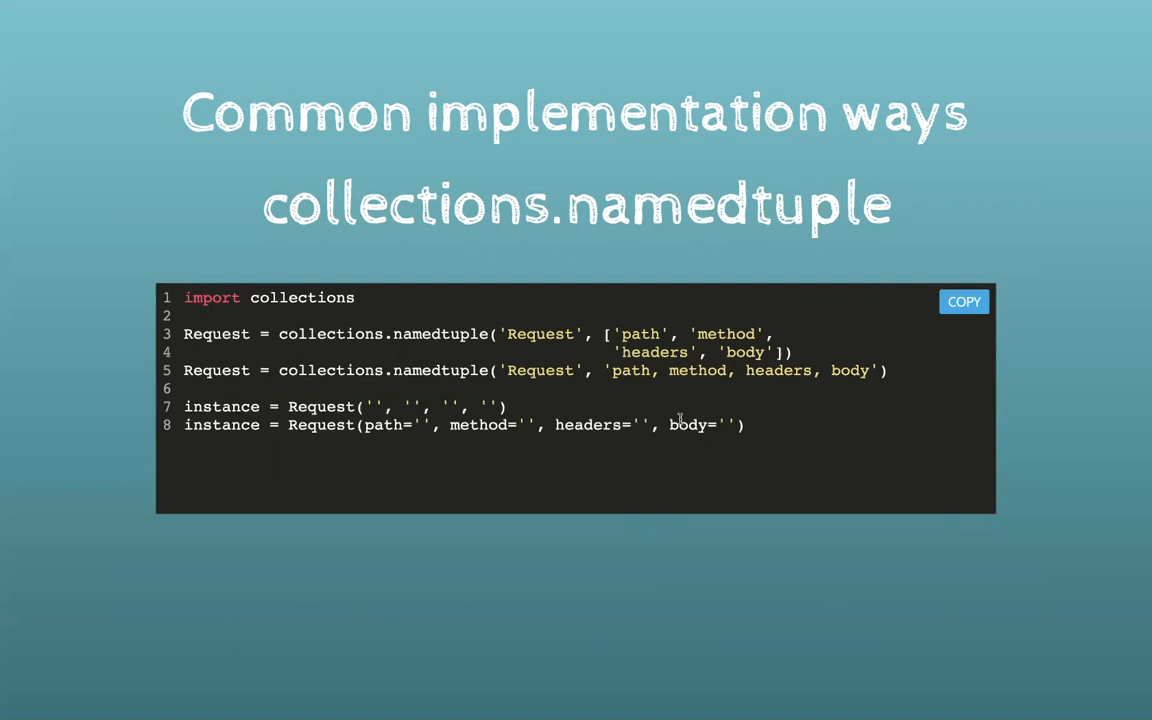 Common implementation ways
collections.namedtuple
COPY
1 import collections
2
3 Request = collections.namedtuple('Request', ['path', 'method',
4                                              'headers', 'body'])
5 Request = collections.namedtuple('Request', 'path, method, headers, body')
6
7 instance = Request('', '', '', '')
8 instance = Request(path='', method='', headers='', body='')